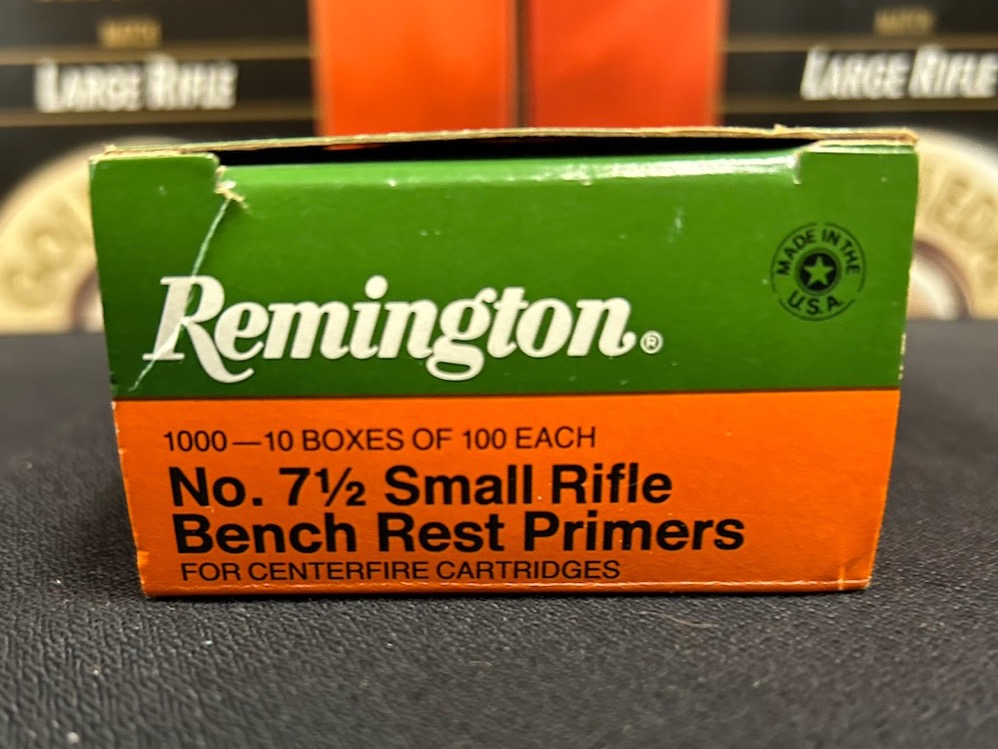 MATCH
LARGE RIFLE
LARGE RIFLE
Remington®
MADE IN THE
U.S.A.
1000—10 BOXES OF 100 EACH
No. 7½ Small Rifle
Bench Rest Primers
FOR CENTERFIRE CARTRIDGES